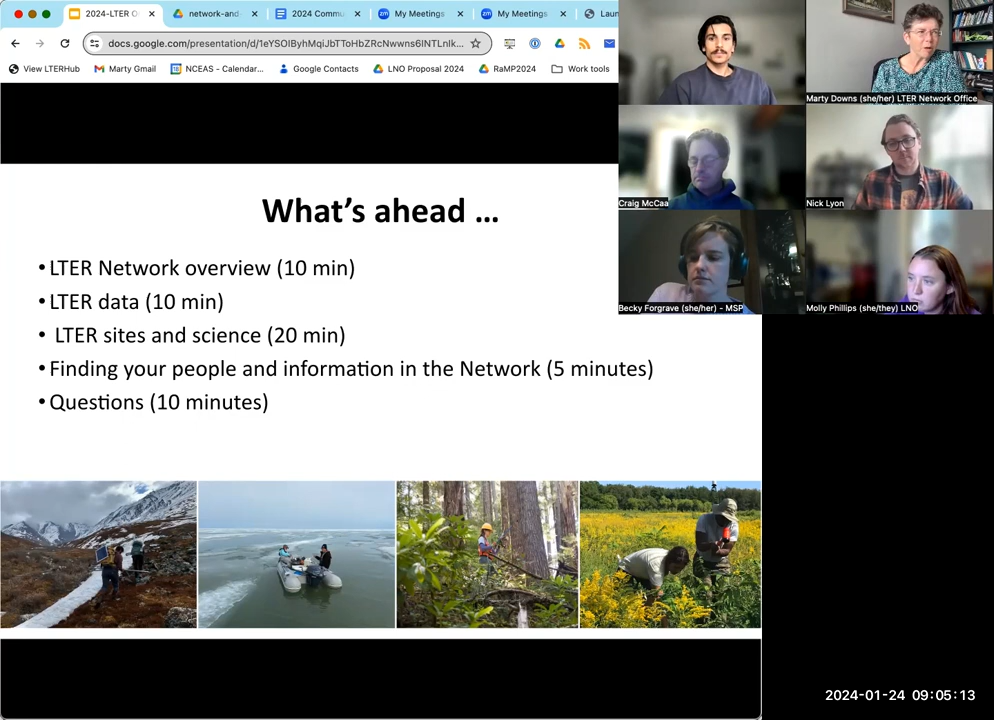 2024-LTER O
network-and
2024 Commu
My Meetings
My Meetings
Laun
docs.google.com/presentation/d/1eYSOIByhMqiJbTToHbZRcNwwns6INTLnlk...
View LTERHub
Marty Gmail
NCEAS - Calendar...
Google Contacts
LNO Proposal 2024
RaMP2024
Work tools
Marty Downs (she/her) LTER Network Office
Craig McCaa
Nick Lyon
Becky Forgrave (she/her) - MSP
Molly Phillips (she/they) LNO
What's ahead ...
• LTER Network overview (10 min)
• LTER data (10 min)
• LTER sites and science (20 min)
• Finding your people and information in the Network (5 minutes)
• Questions (10 minutes)
2024-01-24 09:05:13